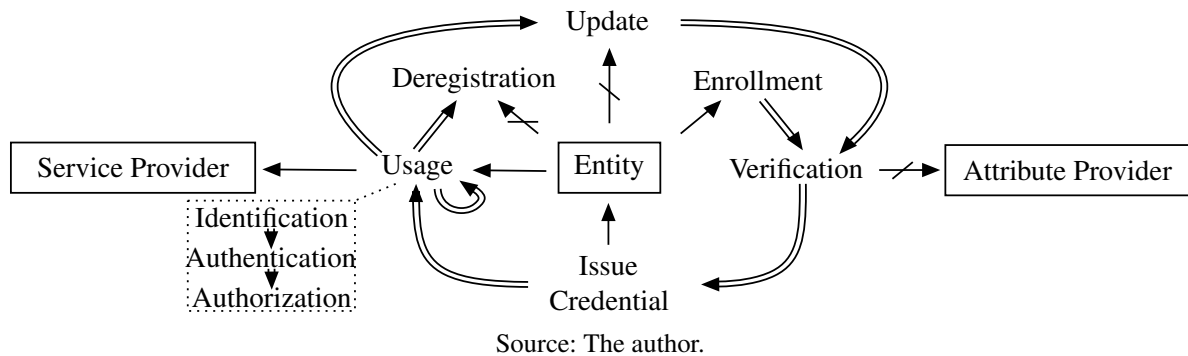 Update
Deregistration
Enrollment
Service Provider
Usage
Entity
Verification
Attribute Provider
Identification
Authentication
Authorization
Issue
Credential
Source: The author.